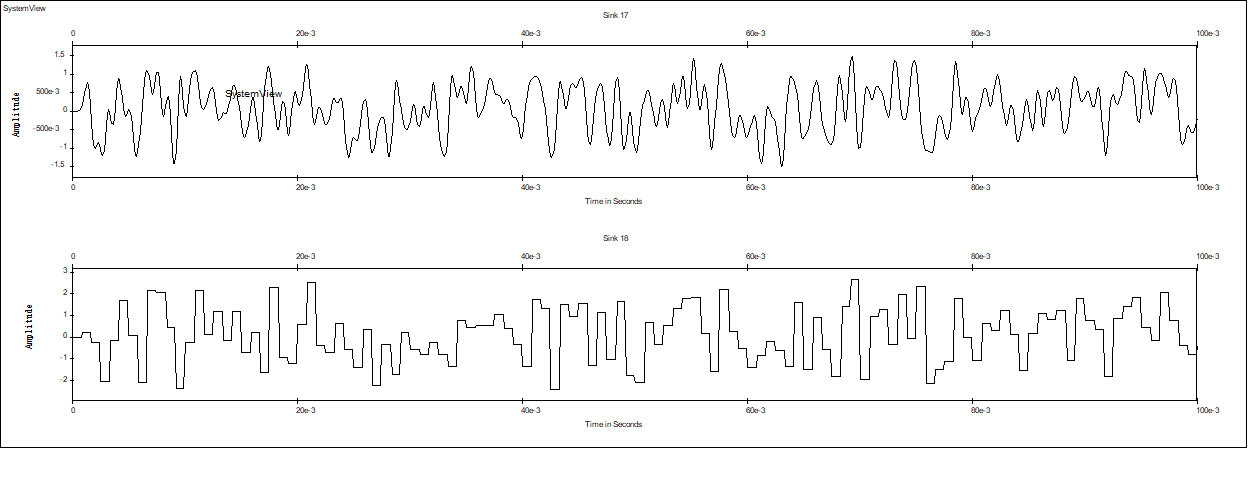 SystemView
Sink 17
0 20e-3 40e-3 60e-3 80e-3 100e-3
1.5
1
500e-3
0
-500e-3
-1
-1.5
Amplitude
SystemView
0 20e-3 40e-3 60e-3 80e-3 100e-3
Time in Seconds
Sink 18
0 20e-3 40e-3 60e-3 80e-3 100e-3
3
2
1
0
-1
-2
Amplitude
0 20e-3 40e-3 60e-3 80e-3 100e-3
Time in Seconds